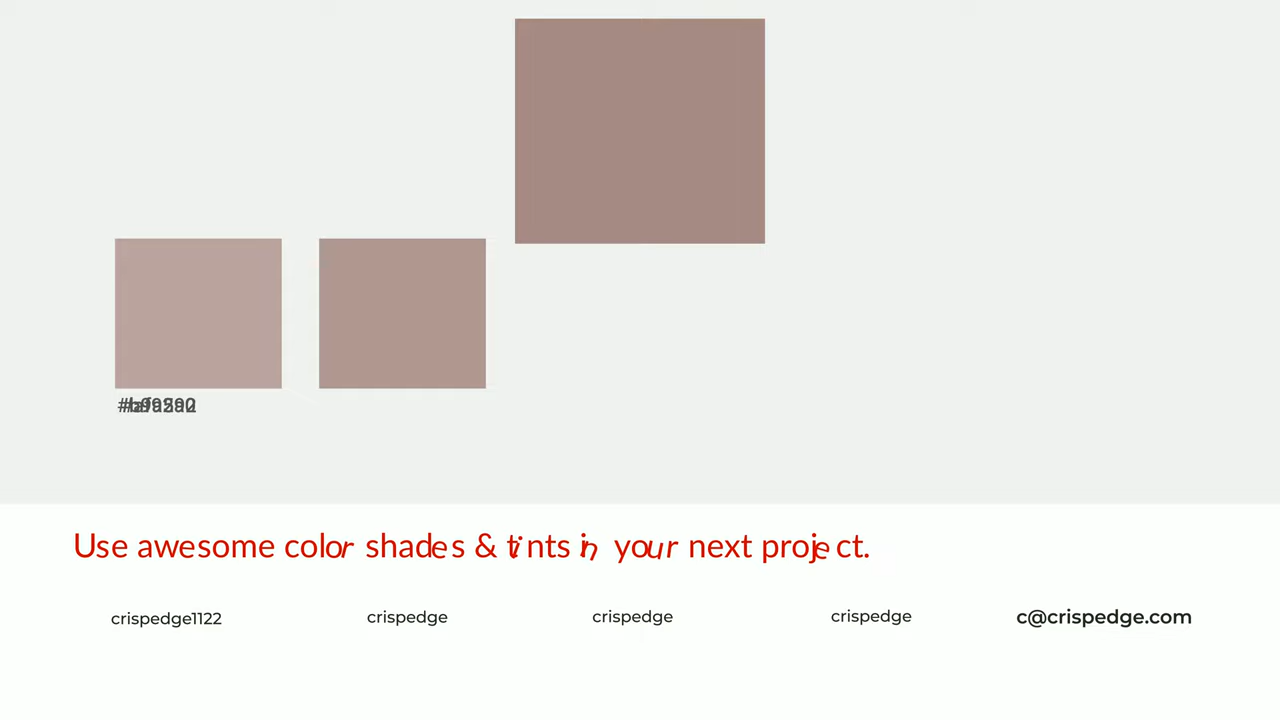 Use awesome color shades & tints in your next project.
crispedge1122 crispedge crispedge crispedge c@crispedge.com